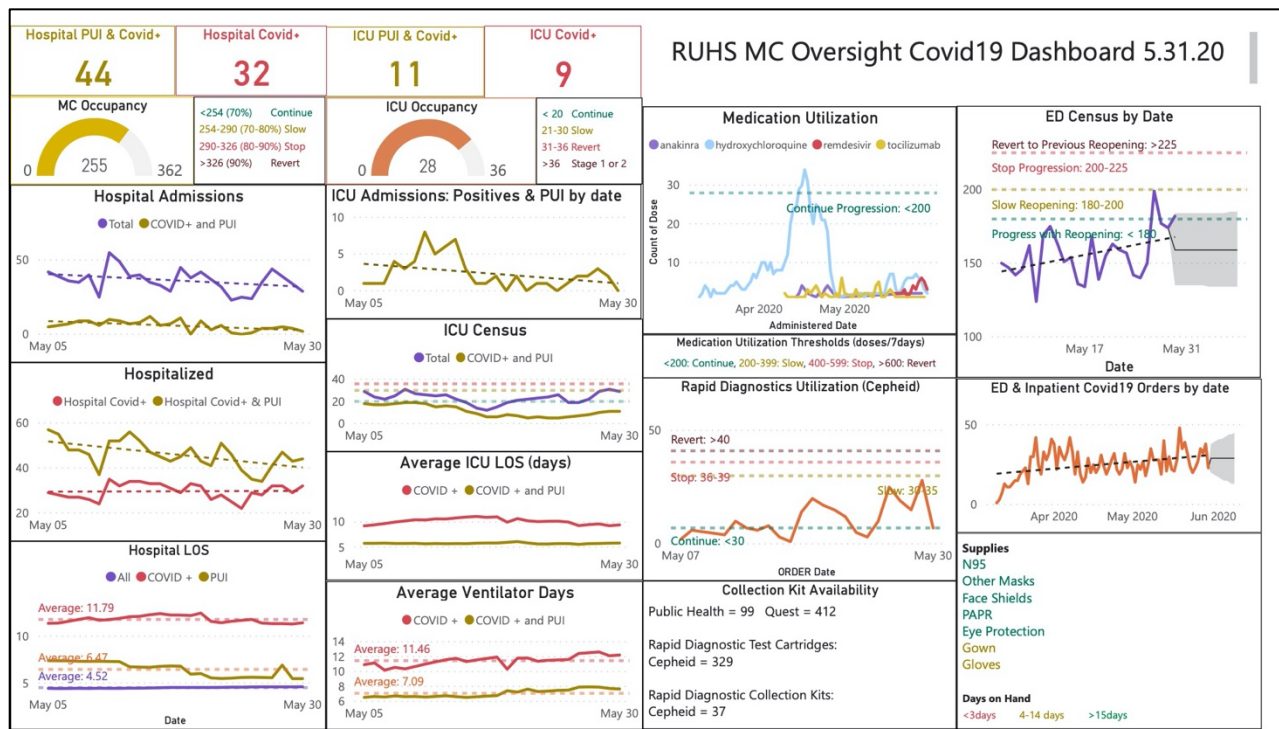 Hospital PUI & Covid+
44
Hospital Covid+
32
ICU PUI & Covid+
11
ICU Covid+
9
RUHS MC Oversight Covid19 Dashboard 5.31.20
MC Occupancy
0 255 362
<254 (70%) Continue
254-290 (70-80%) Slow
290-326 (80-90%) Stop
>326 (90%) Revert
ICU Occupancy
0 28 36
< 20 Continue
21-30 Slow
31-36 Revert
>36 Stage 1 or 2
Hospital Admissions
Total COVID+ and PUI
50
0
May 05 May 30
Hospitalized
Hospital Covid+ Hospital Covid+ & PUI
60
40
20
May 05 May 30
Hospital LOS
All COVID + PUI
Average: 11.79
10
Average: 6.47
Average: 4.52
5
May 05 May 30
Date
ICU Admissions: Positives & PUI by date
10
5
0
May 05 May 30
ICU Census
Total COVID+ and PUI
40
20
0
May 05 May 30
Average ICU LOS (days)
COVID + COVID+ and PUI
10
5
May 05 May 30
Average Ventilator Days
COVID + COVID+ and PUI
14
12
Average: 11.46
10
8
Average: 7.09
6
May 05 May 30
Medication Utilization
anakinra hydroxychloroquine remdesivir tocilizumab
Count of Dose
30
Continue Progression: <200
20
10
Apr 2020 May 2020
Administered Date
Medication Utilization Thresholds (doses/7days)
<200: Continue, 200-399: Slow, 400-599: Stop, >600: Revert
Rapid Diagnostics Utilization (Cepheid)
50
Revert: >40
Stop: 36-39
Slow: 30-35
Continue: <30
0
May 07 May 30
ORDER Date
Collection Kit Availability
Public Health = 99 Quest = 412
Rapid Diagnostic Test Cartridges:
Cepheid = 329
Rapid Diagnostic Collection Kits:
Cepheid = 37
ED Census by Date
Revert to Previous Reopening: >225
Stop Progression: 200-225
200
Slow Reopening: 180-200
Progress with Reopening: < 180
150
100
May 17 May 31
Date
ED & Inpatient Covid19 Orders by date
50
0
Apr 2020 May 2020 Jun 2020
Supplies
N95
Other Masks
Face Shields
PAPR
Eye Protection
Gown
Gloves
Days on Hand
<3days 4-14 days >15days